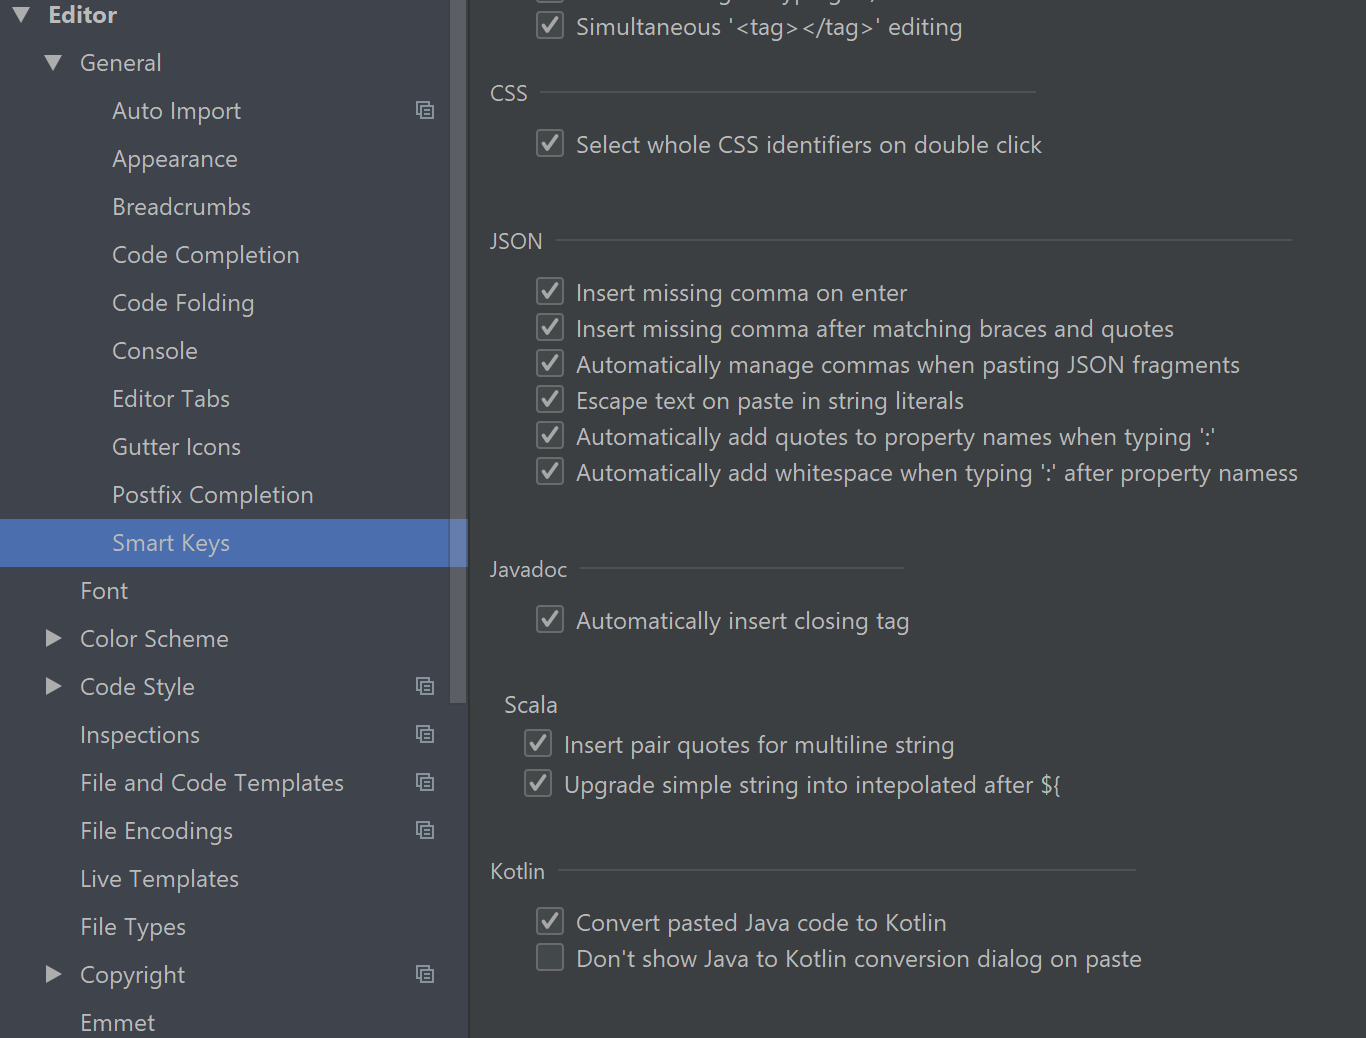 Editor
General
Auto Import
Appearance
Breadcrumbs
Code Completion
Code Folding
Console
Editor Tabs
Gutter Icons
Postfix Completion
Smart Keys
Font
Color Scheme
Code Style
Inspections
File and Code Templates
File Encodings
Live Templates
File Types
Copyright
Emmet
Simultaneous '<tag></tag>' editing
CSS
Select whole CSS identifiers on double click
JSON
Insert missing comma on enter
Insert missing comma after matching braces and quotes
Automatically manage commas when pasting JSON fragments
Escape text on paste in string literals
Automatically add quotes to property names when typing ':'
Automatically add whitespace when typing ':' after property namess
Javadoc
Automatically insert closing tag
Scala
Insert pair quotes for multiline string
Upgrade simple string into intepolated after ${
Kotlin
Convert pasted Java code to Kotlin
Don't show Java to Kotlin conversion dialog on paste